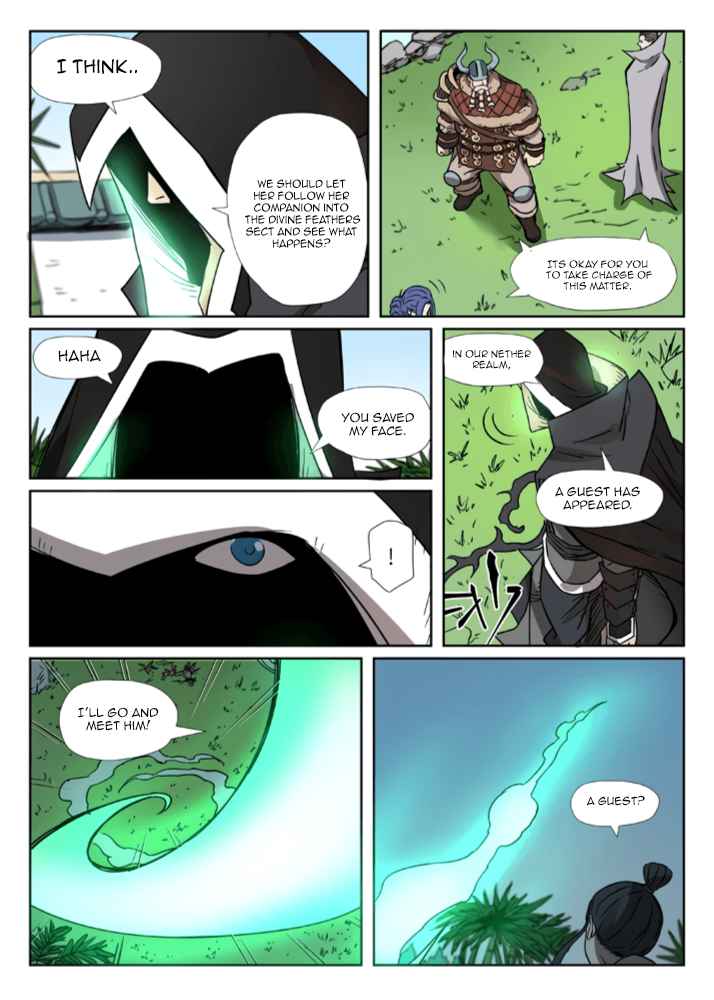 I THINK..
WE SHOULD LET
HER FOLLOW HER
COMPANION INTO
THE DIVINE FEATHERS
SECT AND SEE WHAT
HAPPENS?
ITS OKAY FOR YOU
TO TAKE CHARGE OF
THIS MATTER.
HAHA
YOU SAVED
MY FACE.
IN OUR NETHER
REALM,
A GUEST HAS
APPEARED.
!
I'LL GO AND
MEET HIM!
A GUEST?